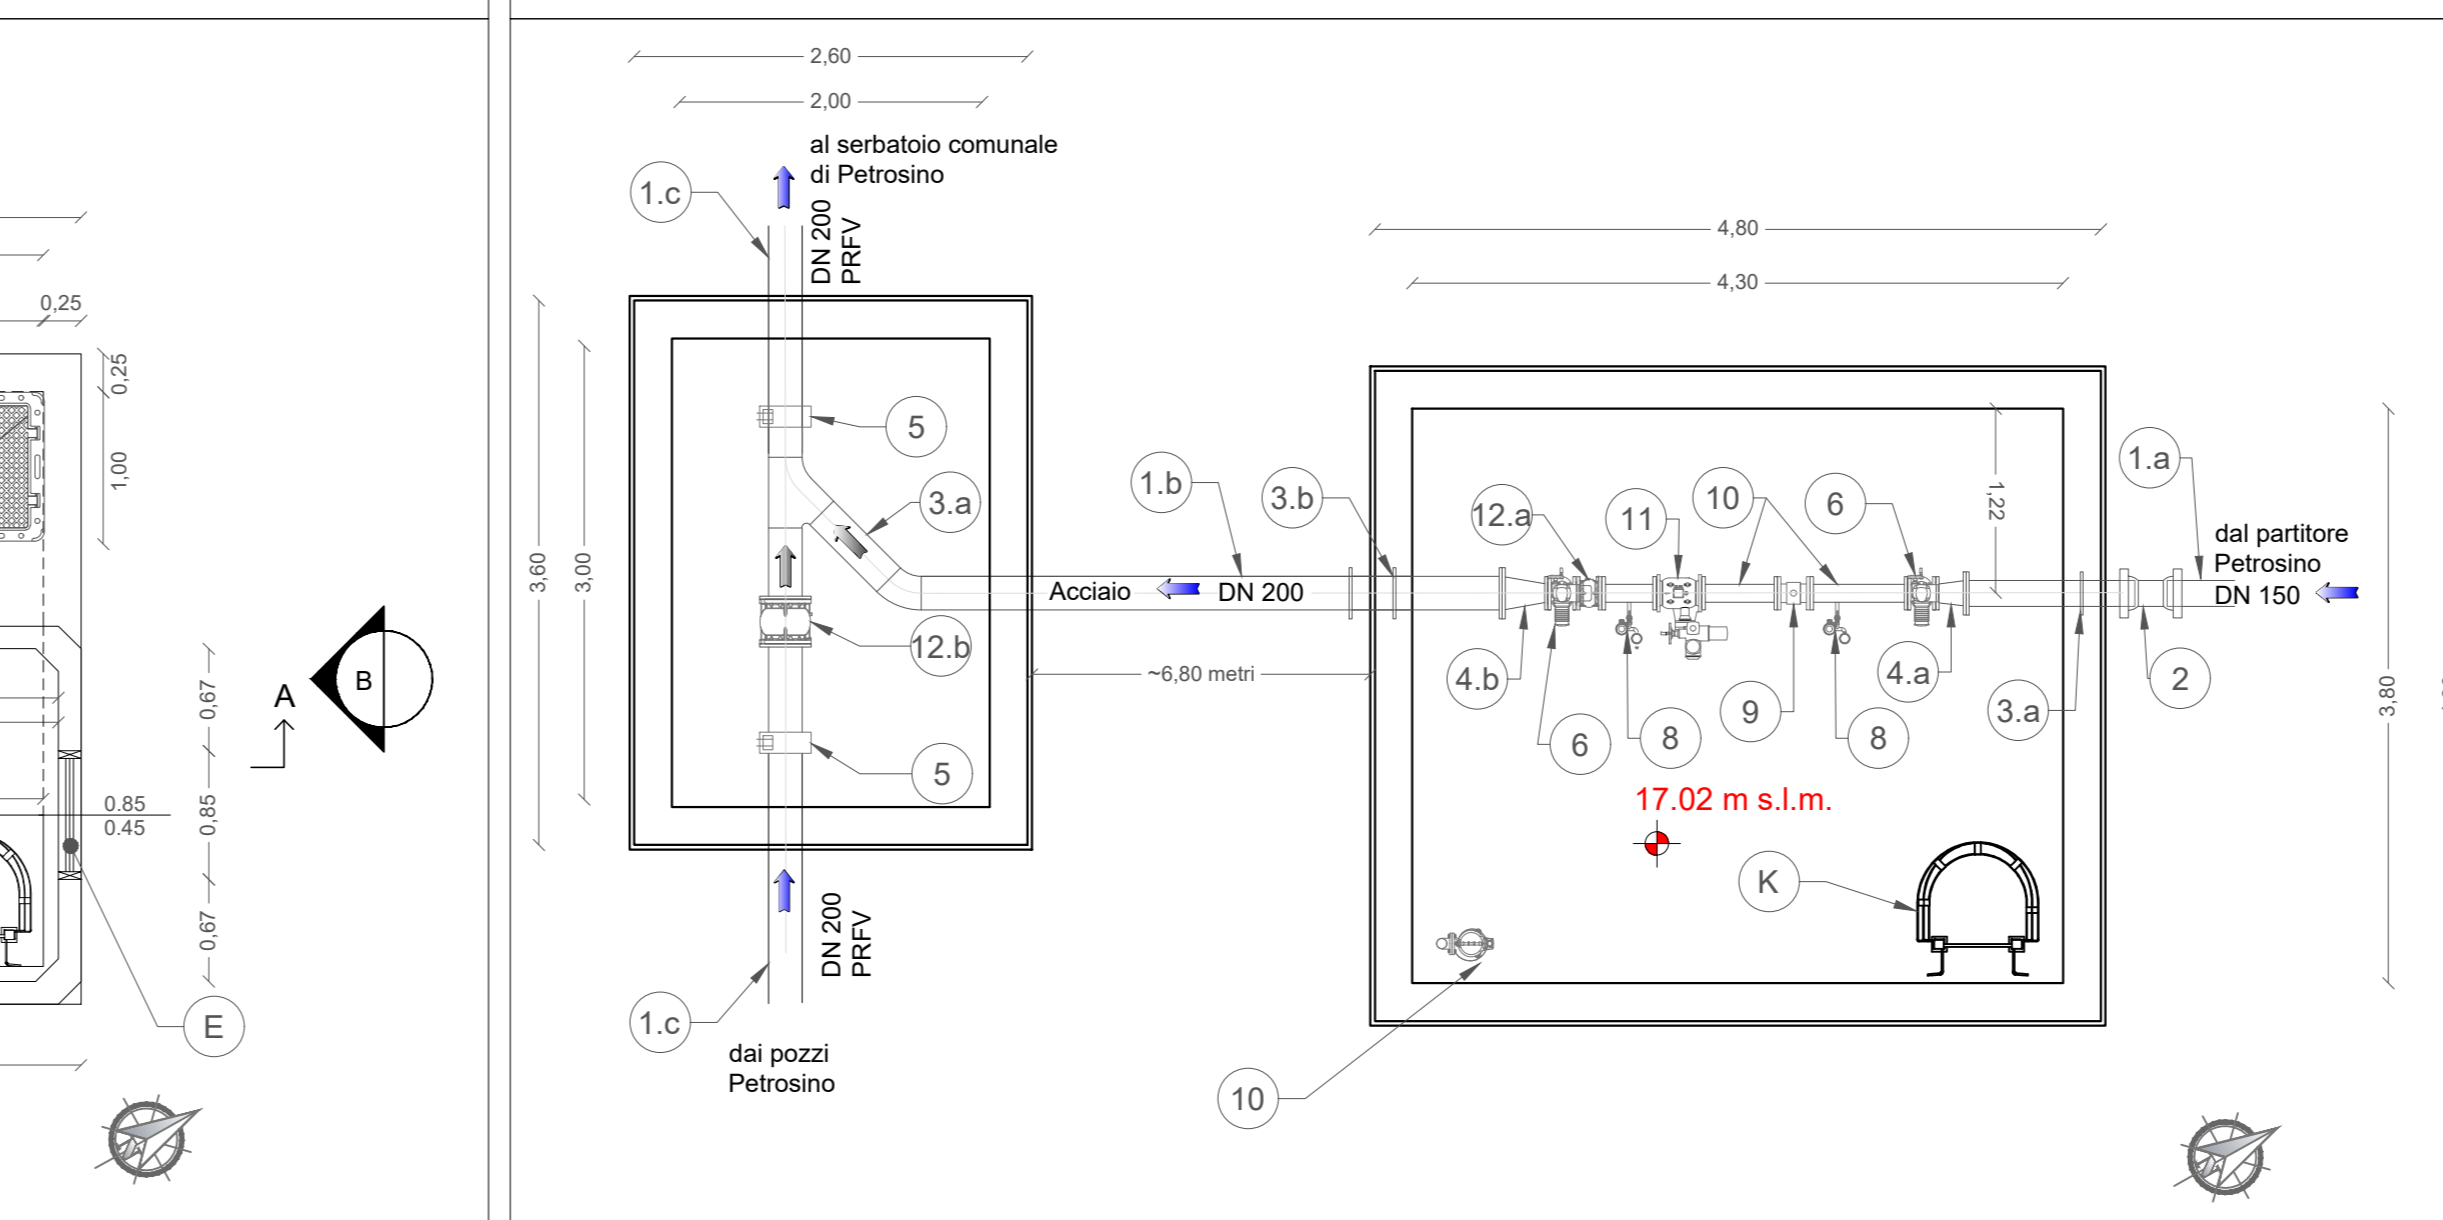 0,25
0,25
1,00
0,67
0,85
0,67
0.85
0.45
A
B
E
2,60
2,00
al serbatoio comunale
di Petrosino
1.c
DN 200
PRFV
3,60
3,00
5
3.a
12.b
5
1.c
DN 200
PRFV
dai pozzi
Petrosino
Acciaio
DN 200
1.b
3.b
~6,80 metri
4,80
4,30
12.a
11
10
6
1,22
1.a
dal partitore
Petrosino
DN 150
4.b
6
8
9
8
4.a
3.a
2
3,80
17.02 m s.l.m.
K
10